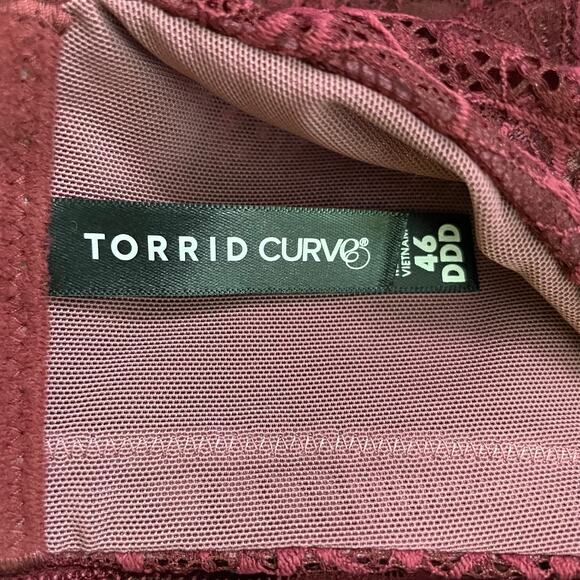 TORRID CURVE®
VIETNAM
46
DDD